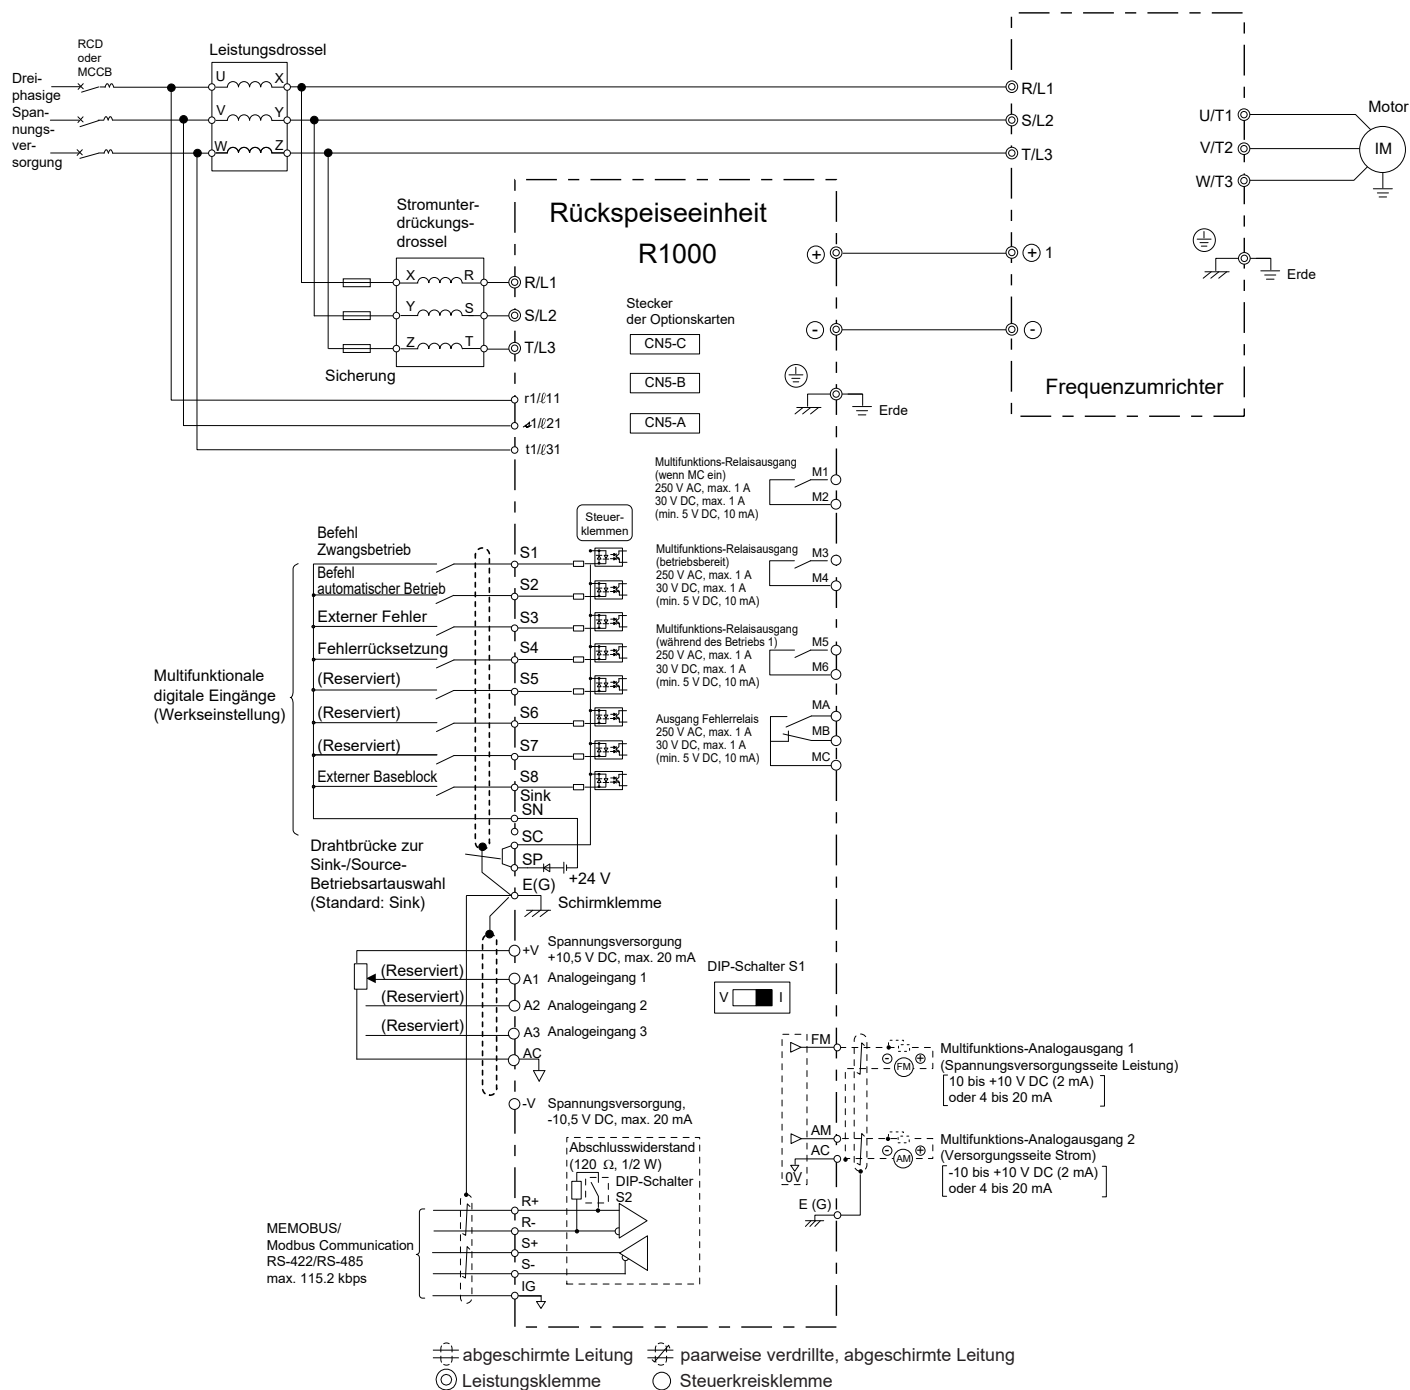 RCD
oder
MCCB
Leistungsdrossel
Drei-
phasige
Span-
nungs-
ver-
sorgung
U
X
V
Y
W
Z
R/L1
S/L2
T/L3
U/T1
V/T2
W/T3
Motor
IM
Erde
Frequenzumrichter
+ 1
-
Stromunter-
drückungs-
drossel
X
R
Y
S
Z
T
Sicherung
R/L1
S/L2
T/L3
r1/ℓ11
1/ℓ21
t1/ℓ31
Rückspeiseeinheit
R1000
+
-
Stecker
der Optionskarten
CN5-C
CN5-B
CN5-A
Erde
Multifunktions-Relaisausgang
(wenn MC ein)
250 V AC, max. 1 A
30 V DC, max. 1 A
(min. 5 V DC, 10 mA)
M1
M2
Multifunktions-Relaisausgang
(betriebsbereit)
250 V AC, max. 1 A
30 V DC, max. 1 A
(min. 5 V DC, 10 mA)
M3
M4
Multifunktions-Relaisausgang
(während des Betriebs 1)
250 V AC, max. 1 A
30 V DC, max. 1 A
(min. 5 V DC, 10 mA)
M5
M6
Ausgang Fehlerrelais
250 V AC, max. 1 A
30 V DC, max. 1 A
(min. 5 V DC, 10 mA)
MA
MB
MC
Steuer-
klemmen
Multifunktionale
digitale Eingänge
(Werkseinstellung)
Befehl
Zwangsbetrieb
S1
Befehl
automatischer Betrieb
S2
Externer Fehler
S3
Fehlerrücksetzung
S4
(Reserviert)
S5
(Reserviert)
S6
(Reserviert)
S7
Externer Baseblock
S8
Sink
SN
SC
SP
+24 V
Drahtbrücke zur
Sink-/Source-
Betriebsartauswahl
(Standard: Sink)
E(G)
Schirmklemme
+V
Spannungsversorgung
+10,5 V DC, max. 20 mA
(Reserviert)
A1
Analogeingang 1
(Reserviert)
A2
Analogeingang 2
(Reserviert)
A3
Analogeingang 3
AC
-V
Spannungsversorgung,
-10,5 V DC, max. 20 mA
DIP-Schalter S1
V
I
FM
- FM +
Multifunktions-Analogausgang 1
(Spannungsversorgungsseite Leistung)
10 bis +10 V DC (2 mA)
oder 4 bis 20 mA
AM
AC
0V
- AM +
Multifunktions-Analogausgang 2
(Versorgungsseite Strom)
-10 bis +10 V DC (2 mA)
oder 4 bis 20 mA
E (G)
Abschlusswiderstand
(120 Ω, 1/2 W)
DIP-Schalter
S2
MEMOBUS/
Modbus Communication
RS-422/RS-485
max. 115.2 kbps
R+
R-
S+
S-
IG
abgeschirmte Leitung
paarweise verdrillte, abgeschirmte Leitung
Leistungsklemme
Steuerkreisklemme